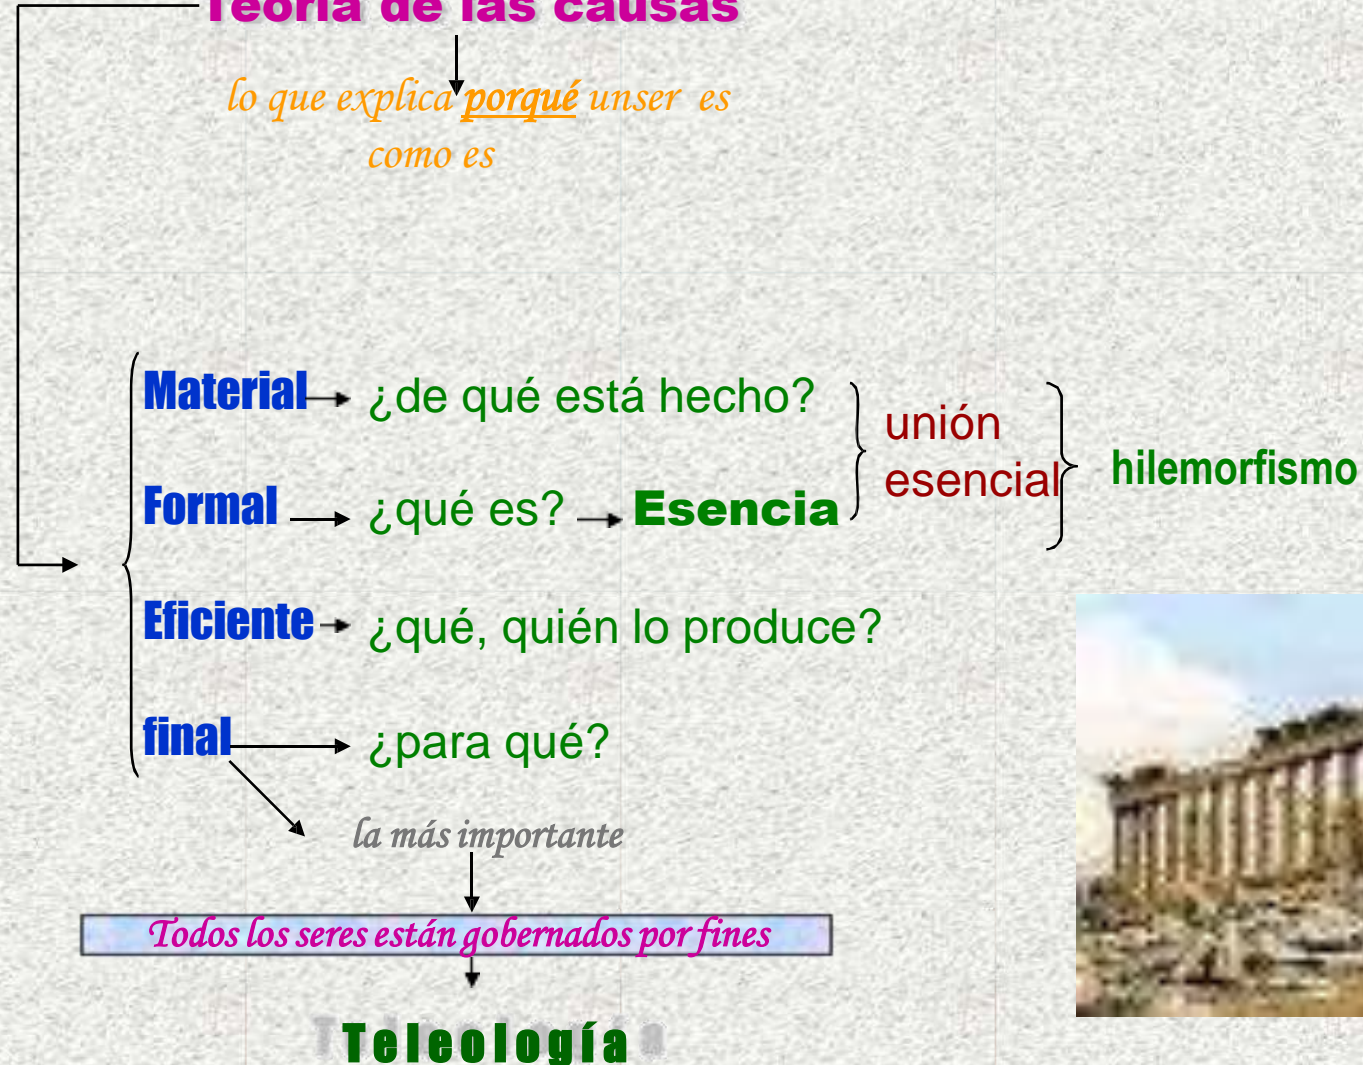 Teoría de las causas
lo que explica porqué unser es
como es
Material ¿de qué está hecho?
unión
esencial
hilemorfismo
Formal ¿qué es? Esencia
Eficiente ¿qué, quién lo produce?
final ¿para qué?
la más importante
Todos los seres están gobernados por fines
Teleología